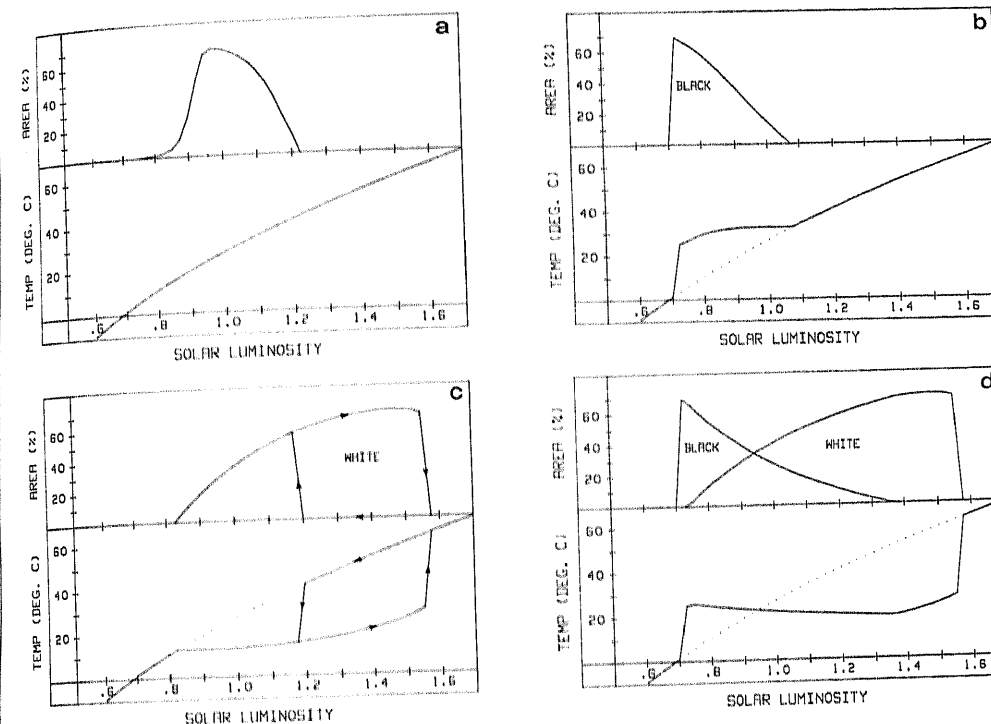 a
AREA (%)
60
40
20
TEMP (DEG. C)
60
40
20
.6 .8 1.0 1.2 1.4 1.6
SOLAR LUMINOSITY
b
AREA (%)
60
40
20
BLACK
TEMP (DEG. C)
60
40
20
.6 .8 1.0 1.2 1.4 1.6
SOLAR LUMINOSITY
c
AREA (%)
60
40
20
WHITE
TEMP (DEG. C)
60
40
20
.6 .8 1.0 1.2 1.4 1.6
SOLAR LUMINOSITY
d
AREA (%)
60
40
20
BLACK
WHITE
TEMP (DEG. C)
60
40
20
.6 .8 1.0 1.2 1.4 1.6
SOLAR LUMINOSITY